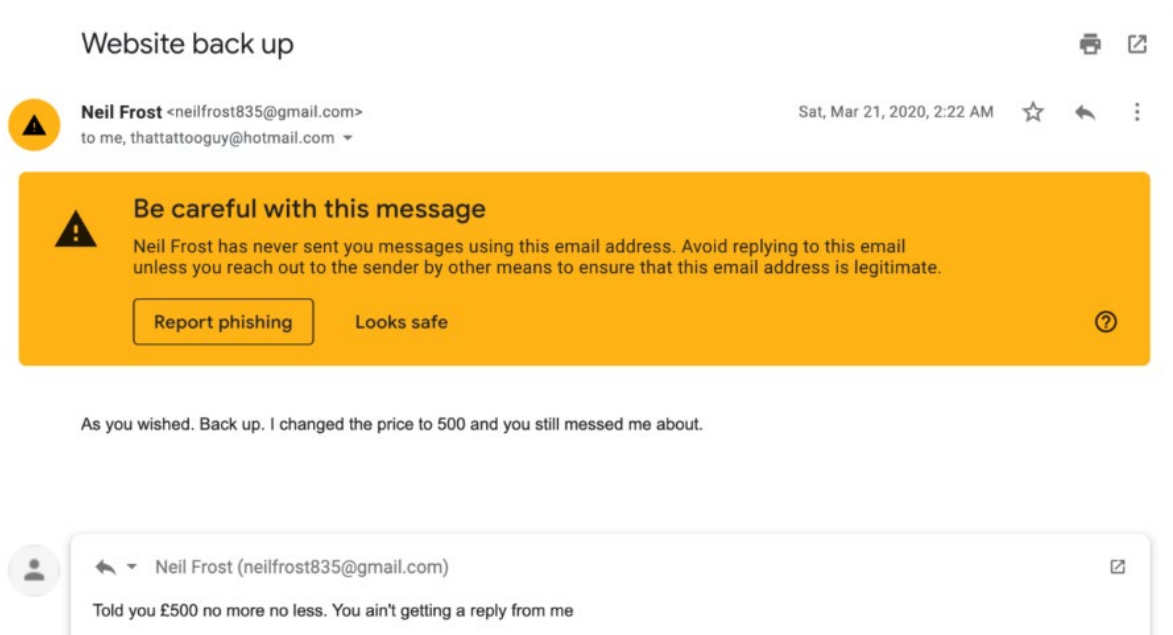 Website back up
Neil Frost <neilfrost835@gmail.com>
Sat, Mar 21, 2020, 2:22 AM
to me, thattattooguy@hotmail.com
Be careful with this message
Neil Frost has never sent you messages using this email address. Avoid replying to this email
unless you reach out to the sender by other means to ensure that this email address is legitimate.
Report phishing
Looks safe
As you wished. Back up. I changed the price to 500 and you still messed me about.
Neil Frost (neilfrost835@gmail.com)
Told you £500 no more no less. You ain't getting a reply from me